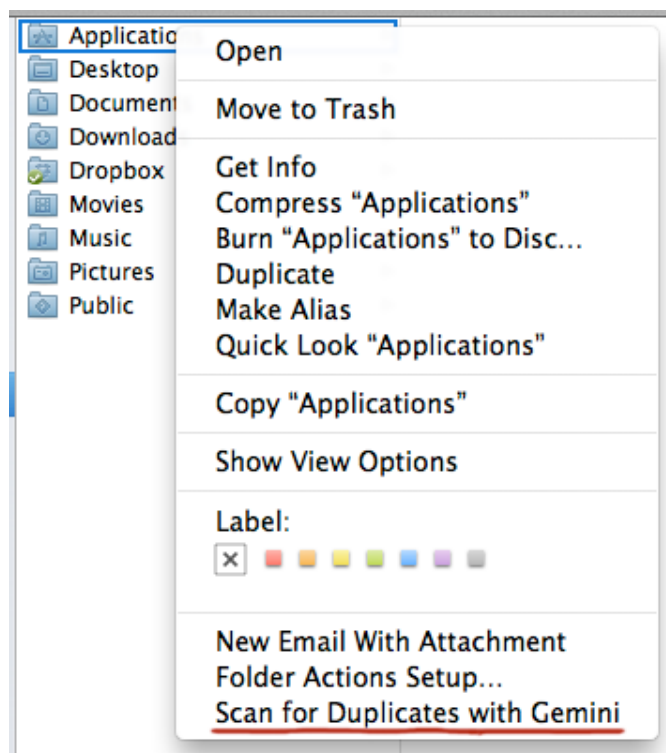 Applicatio
Desktop
Document
Download
Dropbox
Movies
Music
Pictures
Public
Open
Move to Trash
Get Info
Compress “Applications”
Burn “Applications” to Disc...
Duplicate
Make Alias
Quick Look “Applications”
Copy “Applications”
Show View Options
Label:
New Email With Attachment
Folder Actions Setup...
Scan for Duplicates with Gemini